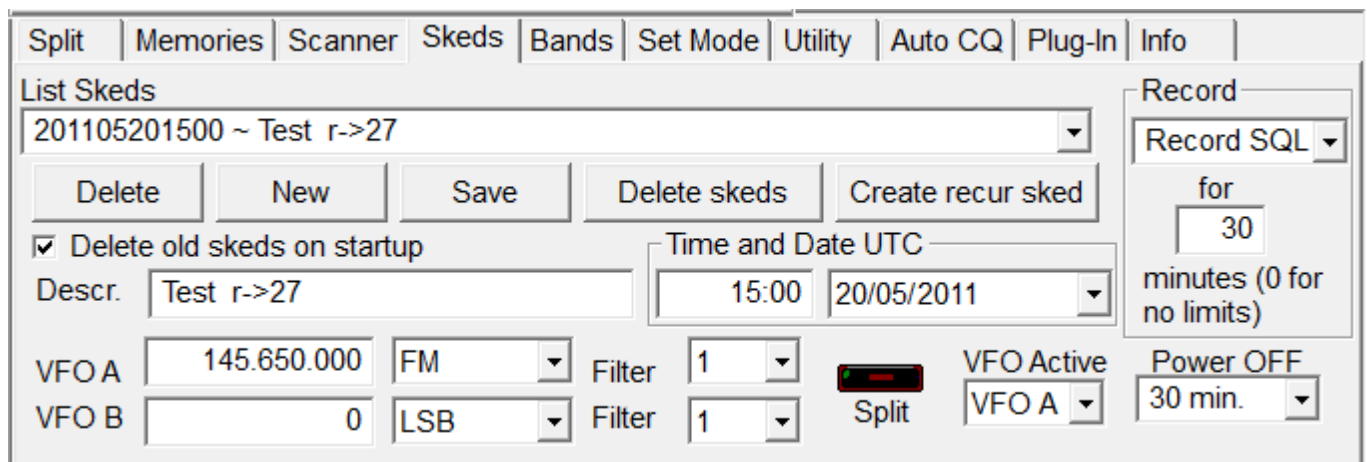 Split Memories Scanner Skeds Bands Set Mode Utility Auto CQ Plug-In Info
List Skeds
201105201500 ~ Test r->27
Delete New Save Delete skeds Create recur sked
Delete old skeds on startup
Descr. Test r->27
Time and Date UTC
15:00 20/05/2011
Record
Record SQL
for
30
minutes (0 for
no limits)
VFO A 145.650.000 FM Filter 1
VFO B 0 LSB Filter 1
Split
VFO Active
VFO A
Power OFF
30 min.